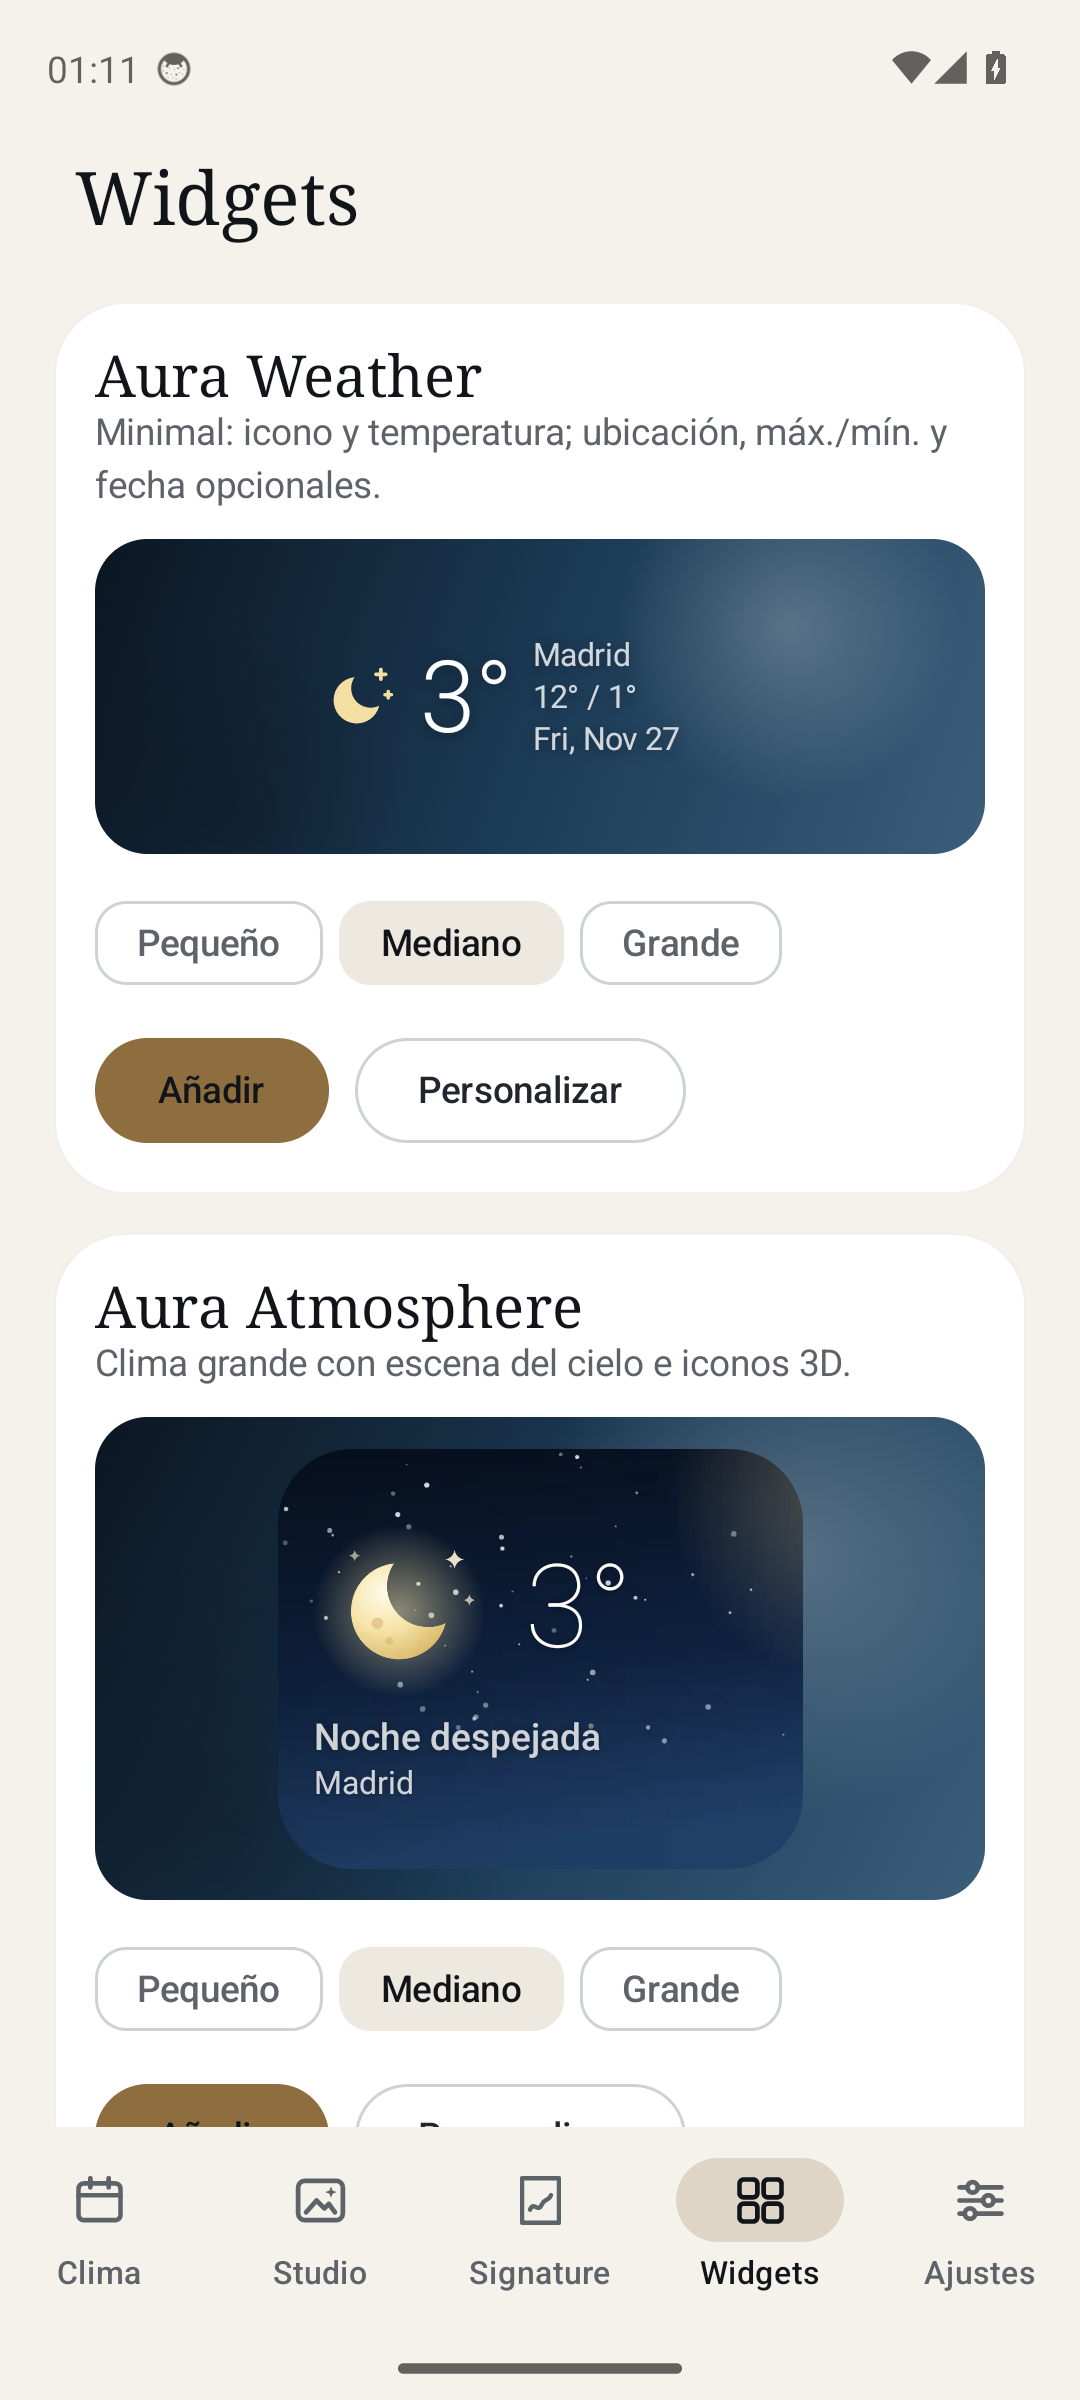 01:11
Widgets
Aura Weather
Minimal: icono y temperatura; ubicación, máx./mín. y
fecha opcionales.
3°
Madrid
12° / 1°
Fri, Nov 27
Pequeño
Mediano
Grande
Añadir
Personalizar
Aura Atmosphere
Clima grande con escena del cielo e iconos 3D.
3°
Noche despejada
Madrid
Pequeño
Mediano
Grande
Clima
Studio
Signature
Widgets
Ajustes